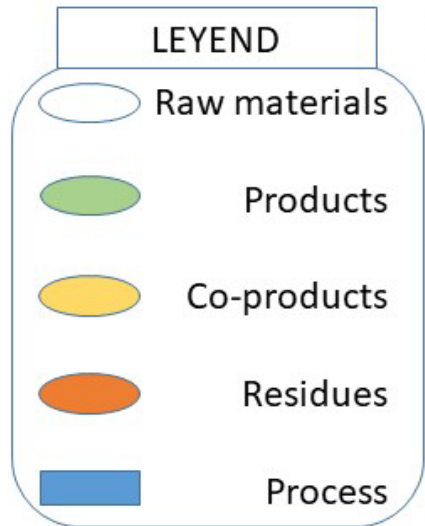 LEYEND
Raw materials
Products
Co-products
Residues
Process